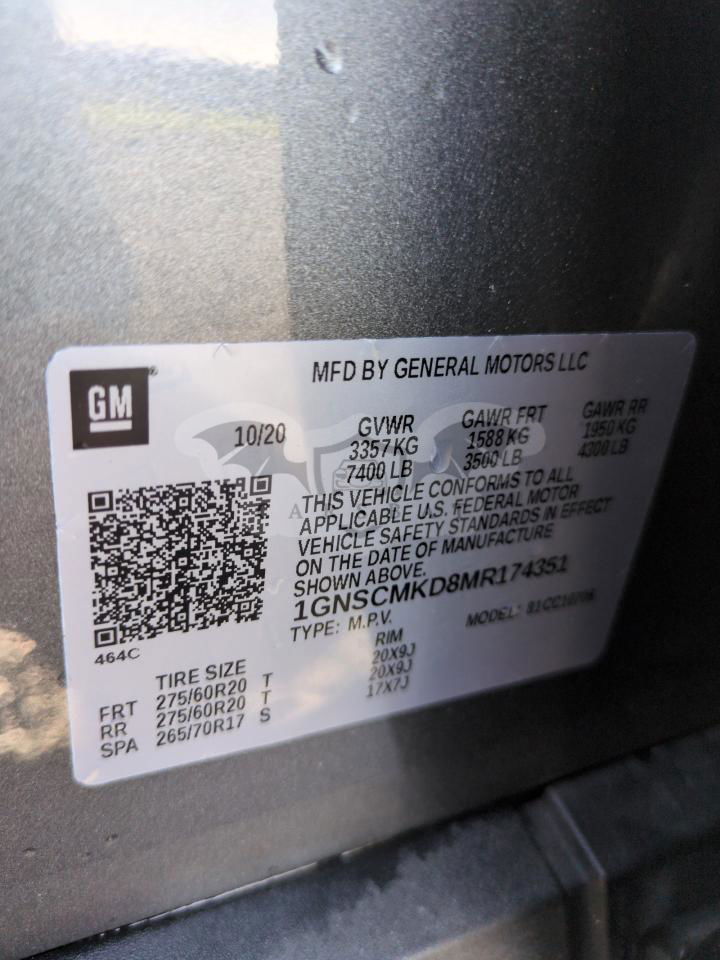 GM
MFD BY GENERAL MOTORS LLC
10/20
GVWR GAWR FRT GAWR RR
3357 KG 1588 KG 1950 KG
7400 LB 3500 LB 4300 LB
THIS VEHICLE CONFORMS TO ALL
APPLICABLE U.S. FEDERAL MOTOR
VEHICLE SAFETY STANDARDS IN EFFECT
ON THE DATE OF MANUFACTURE
SHOWN ABOVE.
1GNSCMKD8MR174351
TYPE: M.P.V. MODEL:
464C
TIRE SIZE RIM
FRT 275/60R20 T 20X9J
RR 275/60R20 T 20X9J
SPA 265/70R17 S 17X7J